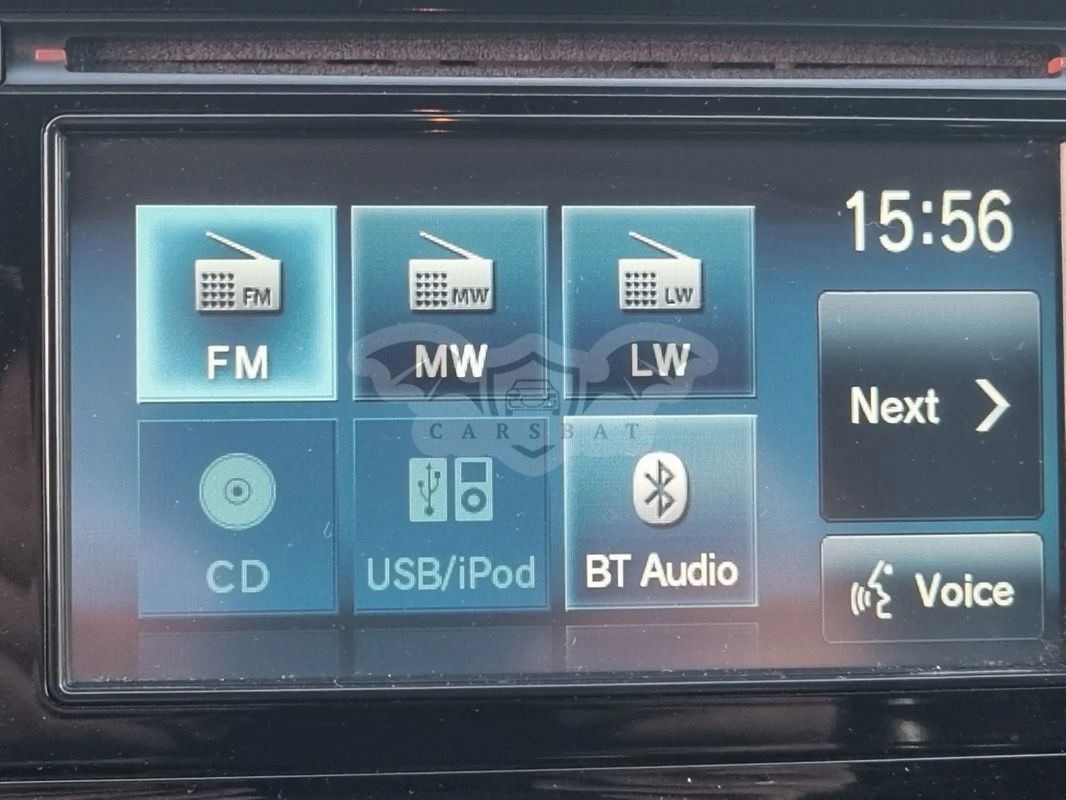 15:56
FM MW LW
FM MW LW
Next
CARSBAT
CD USB/iPod BT Audio
Voice